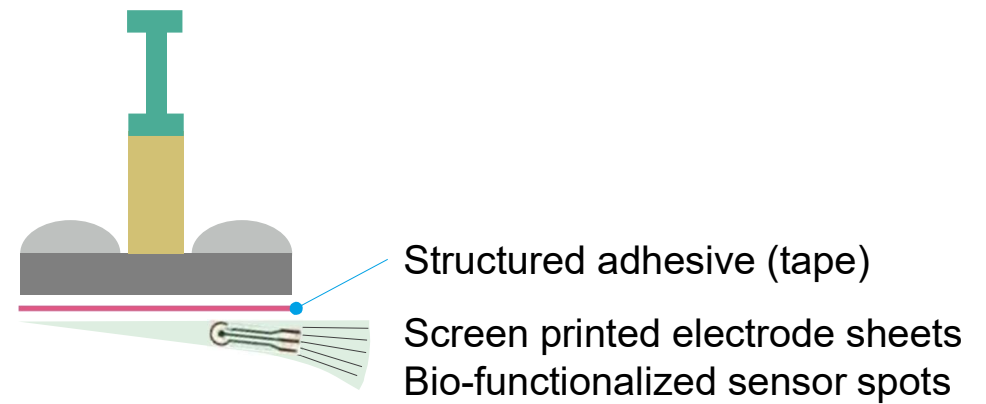 Structured adhesive (tape)
Screen printed electrode sheets
Bio-functionalized sensor spots